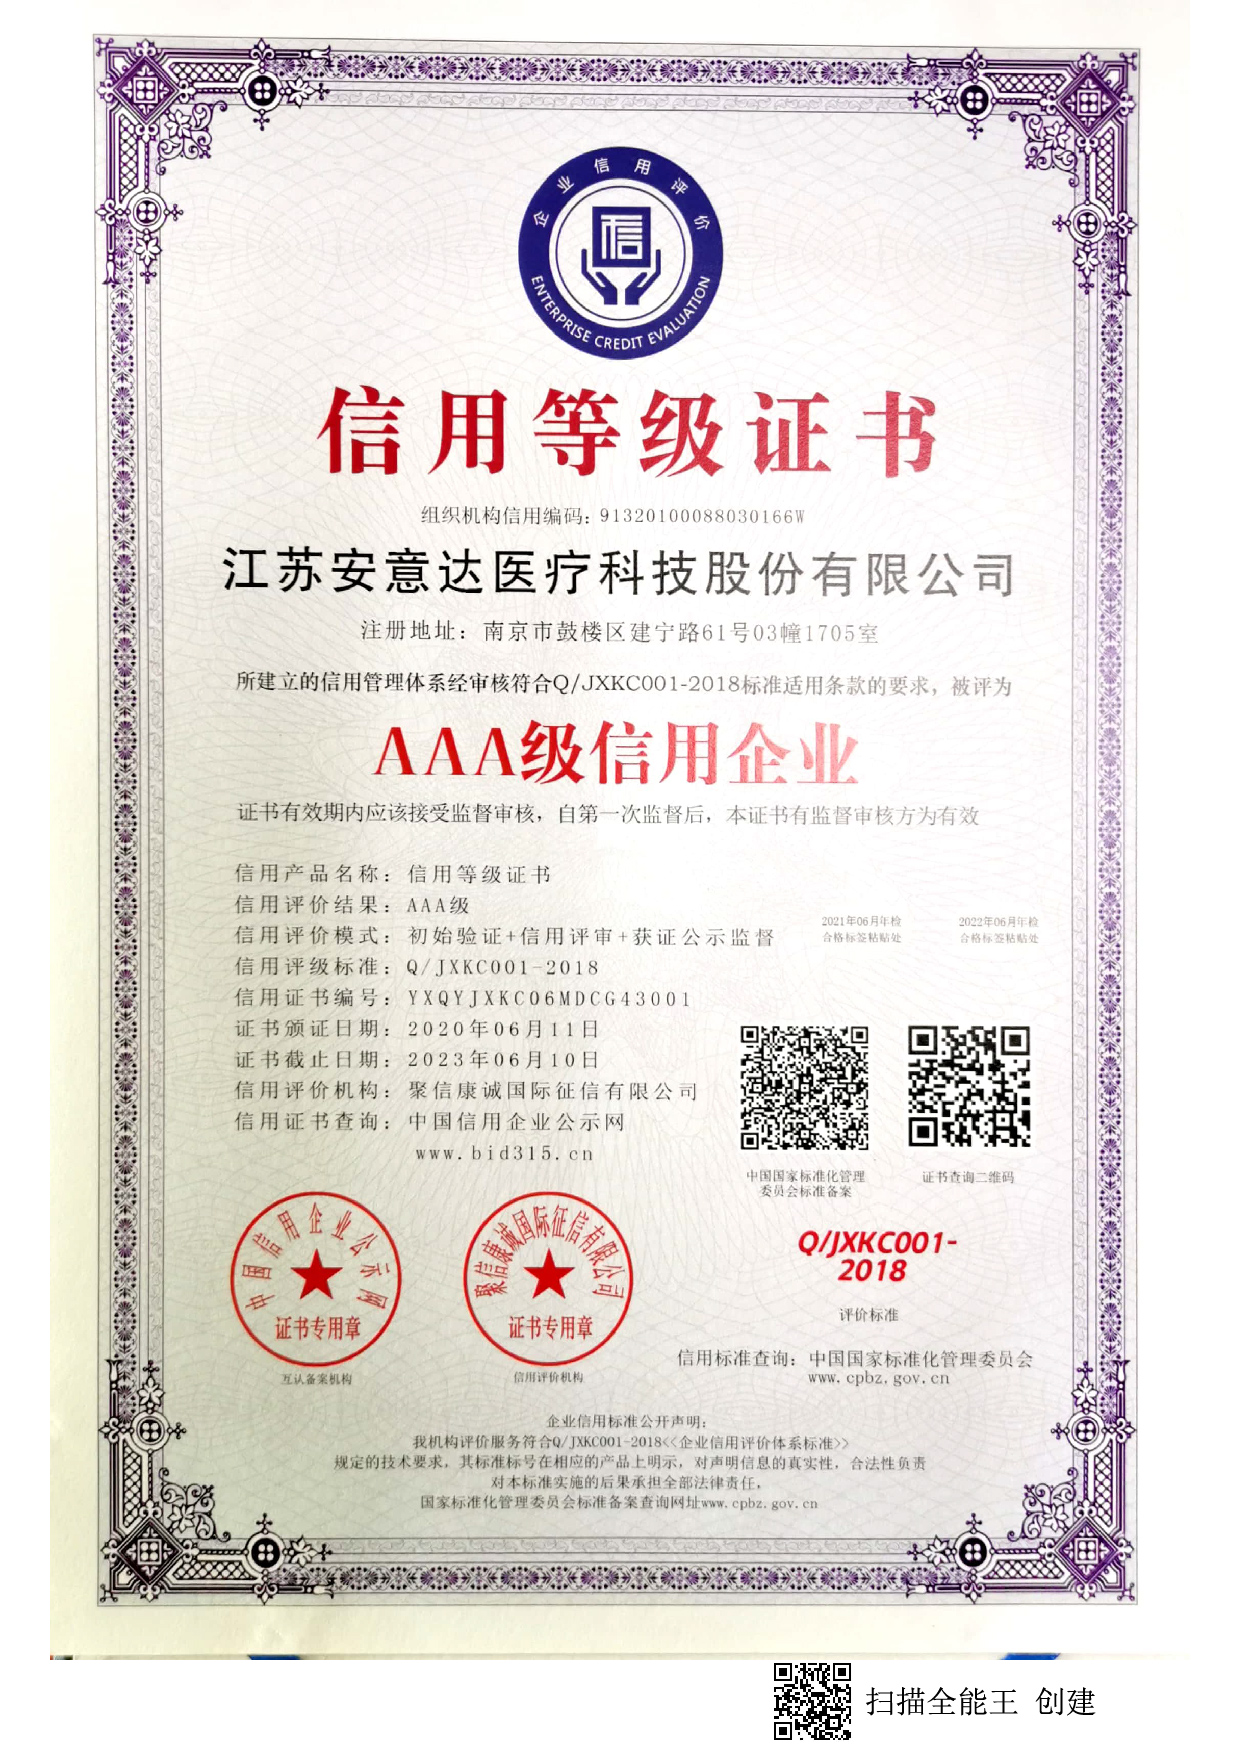 企业信用评价
ENTERPRISE CREDIT EVALUATION
信
信用等级证书
组织机构信用编码：91320100088030166W
江苏安意达医疗科技股份有限公司
注册地址：南京市鼓楼区建宁路61号03幢1705室
所建立的信用管理体系经审核符合Q/JXKC001-2018标准适用条款的要求，被评为
AAA级信用企业
证书有效期内应该接受监督审核，自第一次监督后，本证书有监督审核方为有效
信用产品名称：信用等级证书
信用评价结果：AAA级
信用评价模式：初始验证+信用评审+获证公示监督
信用评级标准：Q/JXKC001-2018
信用证书编号：YXQYJXKC06MDCG43001
证书颁证日期：2020年06月11日
证书截止日期：2023年06月10日
信用评价机构：聚信康诚国际征信有限公司
信用证书查询：中国信用企业公示网
www.bid315.cn
2021年06月年检
合格标签粘贴处
2022年06月年检
合格标签粘贴处
中国国家标准化管理
委员会标准备案
证书查询二维码
中国信用企业公示网
证书专用章
互认备案机构
聚信康诚国际征信有限公司
证书专用章
信用评价机构
Q/JXKC001-
2018
评价标准
信用标准查询：中国国家标准化管理委员会
www.cpbz.gov.cn
企业信用标准公开声明：
我机构评价服务符合Q/JXKC001-2018<<企业信用评价体系标准>>
规定的技术要求，其标准标号在相应的产品上明示，对声明信息的真实性，合法性负责
对本标准实施的后果承担全部法律责任，
国家标准化管理委员会标准备案查询网址www.cpbz.gov.cn
扫描全能王 创建